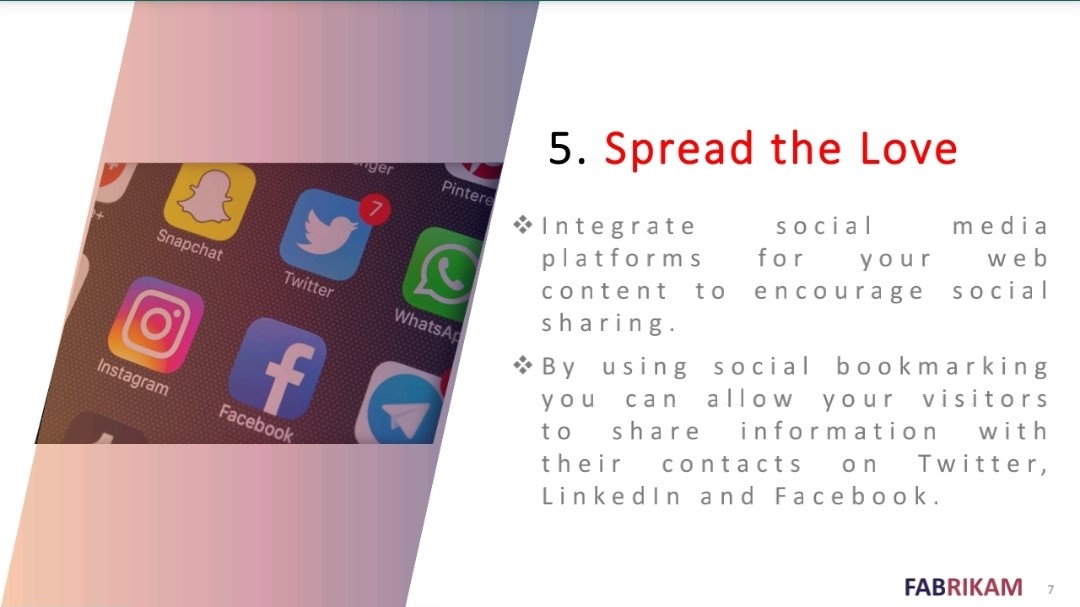 5. Spread the Love
Integrate social media
platforms for your web
content to encourage social
sharing.
By using social bookmarking
you can allow your visitors
to share information with
their contacts on Twitter,
LinkedIn and Facebook.
Snapchat
7
Twitter
WhatsAp
Pintere
nger
Instagram
Facebook
FABRIKAM
7